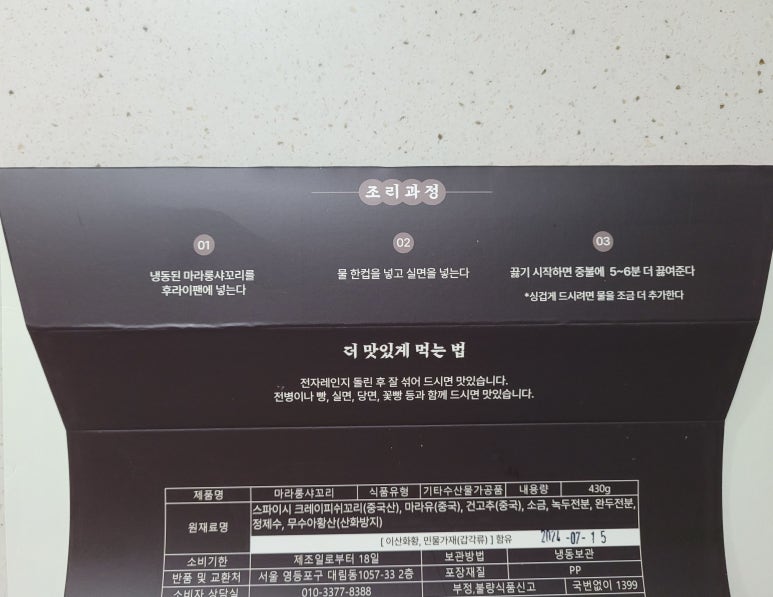 조리과정
01
냉동된 마라롱샤꼬리를
후라이팬에 넣는다
02
물 한컵을 넣고 실면을 넣는다
03
끓기 시작하면 중불에 5~6분 더 끓여준다
*싱겁게 드시려면 물을 조금 더 추가한다
더 맛있게 먹는 법
전자레인지 돌린 후 잘 섞어 드시면 맛있습니다.
전병이나 빵, 실면, 당면, 꽃빵 등과 함께 드시면 맛있습니다.
제품명 마라롱샤꼬리 식품유형 기타수산물가공품 내용량 430g
원재료명
스파이시 크레이피쉬꼬리(중국산), 마라유(중국), 건고추(중국), 소금, 녹두전분, 완두전분,
정제수, 무수아황산(산화방지)
[ 이산화황, 민물가재(갑각류) ] 함유 2024 -07- 15
소비기한 제조일로부터 18일 보관방법 냉동보관
반품 및 교환처 서울 영등포구 대림동1057-33 2층 포장재질 PP
소비자 상담실 010-3377-8388 부정,불량식품신고 국번없이 1399